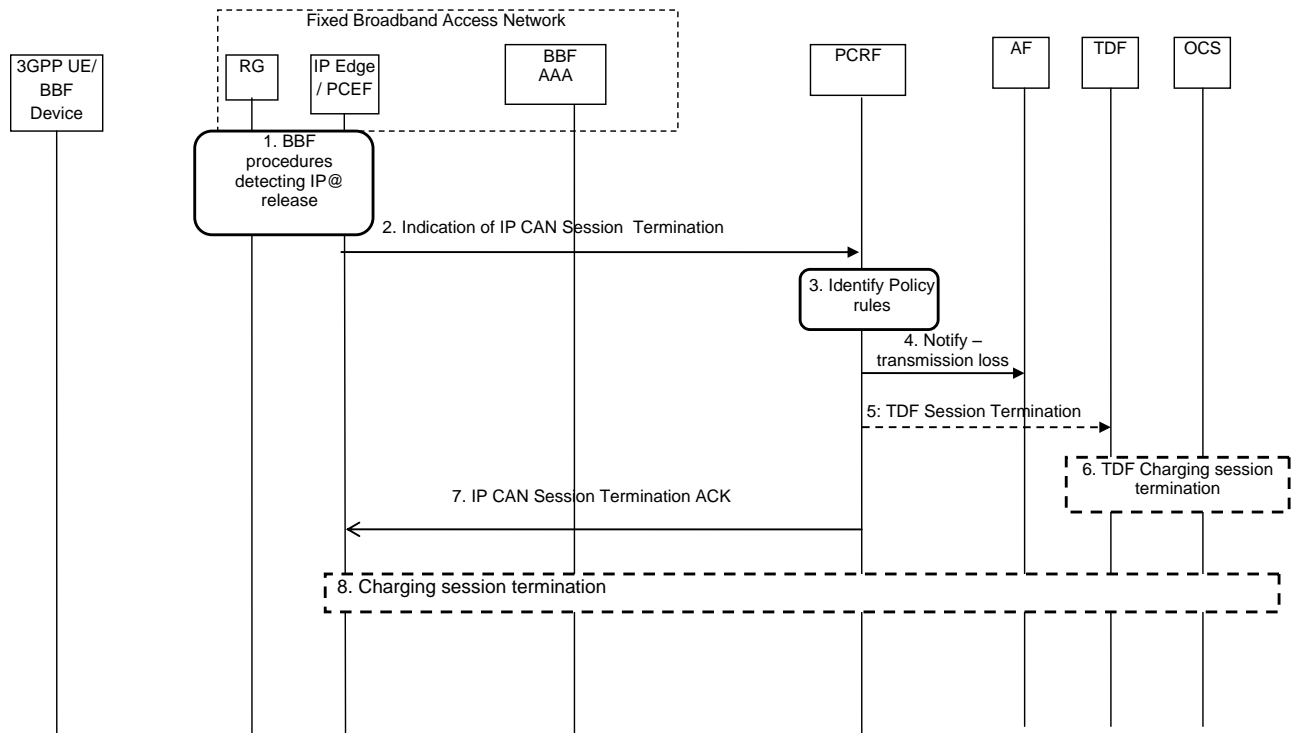 Fixed Broadband Access Network
3GPP UE/
BBF
Device
RG
IP Edge
/ PCEF
BBF
AAA
PCRF
AF
TDF
OCS
1. BBF
procedures
detecting IP@
release
2. Indication of IP CAN Session Termination
3. Identify Policy
rules
4. Notify –
transmission loss
5: TDF Session Termination
6. TDF Charging session
termination
7. IP CAN Session Termination ACK
8. Charging session termination